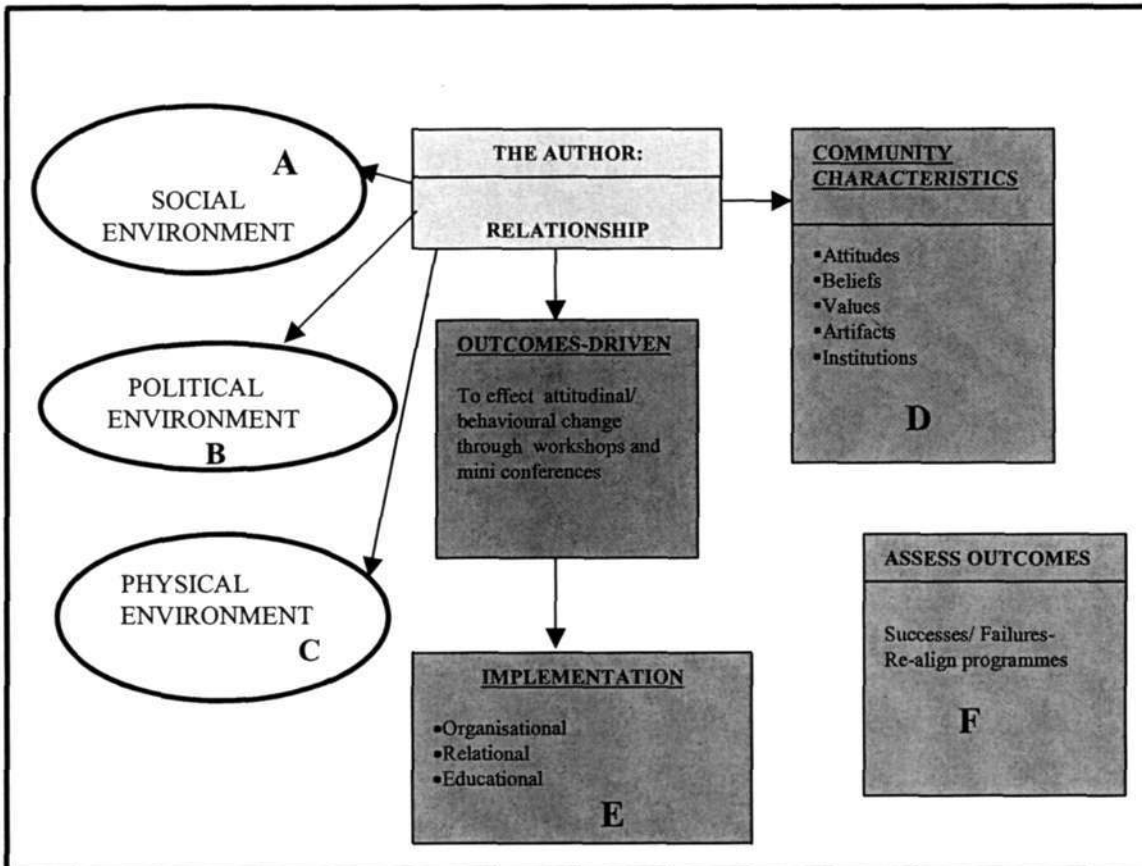 A
SOCIAL
ENVIRONMENT
POLITICAL
ENVIRONMENT
B
PHYSICAL
ENVIRONMENT
C
THE AUTHOR:
RELATIONSHIP
OUTCOMES-DRIVEN
To effect attitudinal/
behavioural change
through workshops and
mini conferences
IMPLEMENTATION
•Organisational
•Relational
•Educational
E
COMMUNITY
CHARACTERISTICS
▪Attitudes
▪Beliefs
▪Values
▪Artifacts
▪Institutions
D
ASSESS OUTCOMES
Successes/ Failures-
Re-align programmes
F